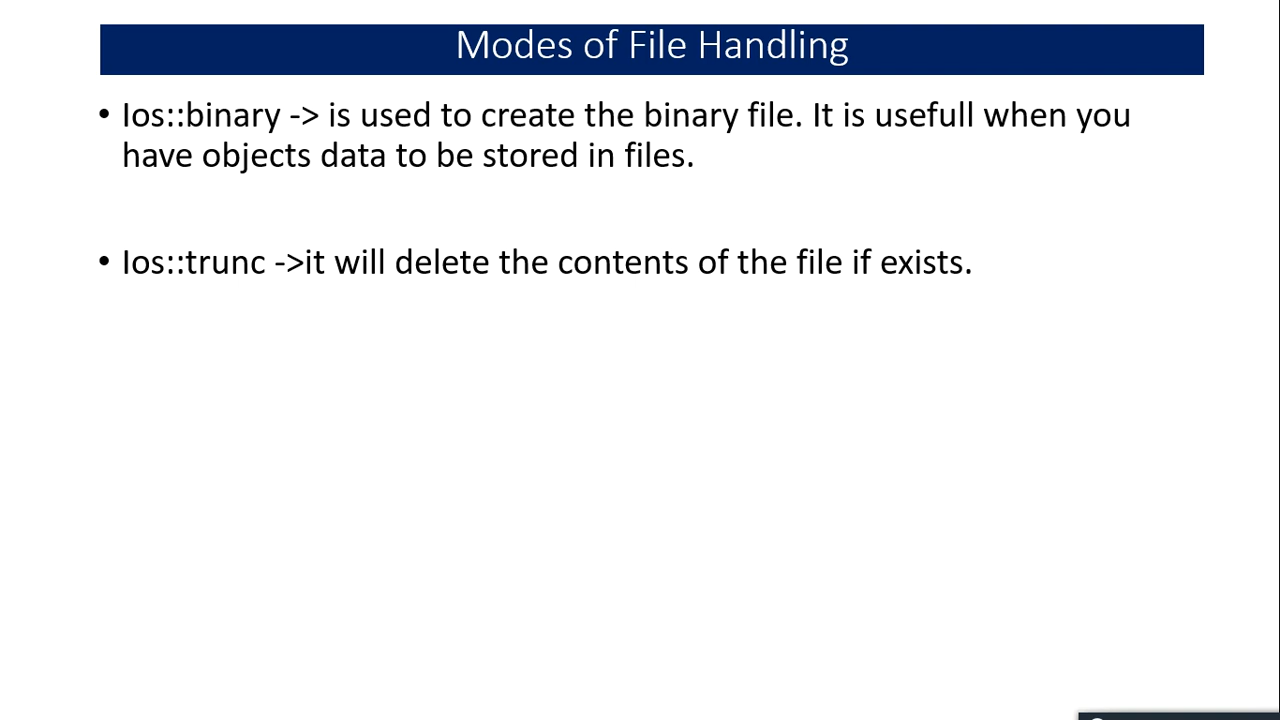 Modes of File Handling
• Ios::binary -> is used to create the binary file. It is usefull when you
have objects data to be stored in files.
• Ios::trunc ->it will delete the contents of the file if exists.